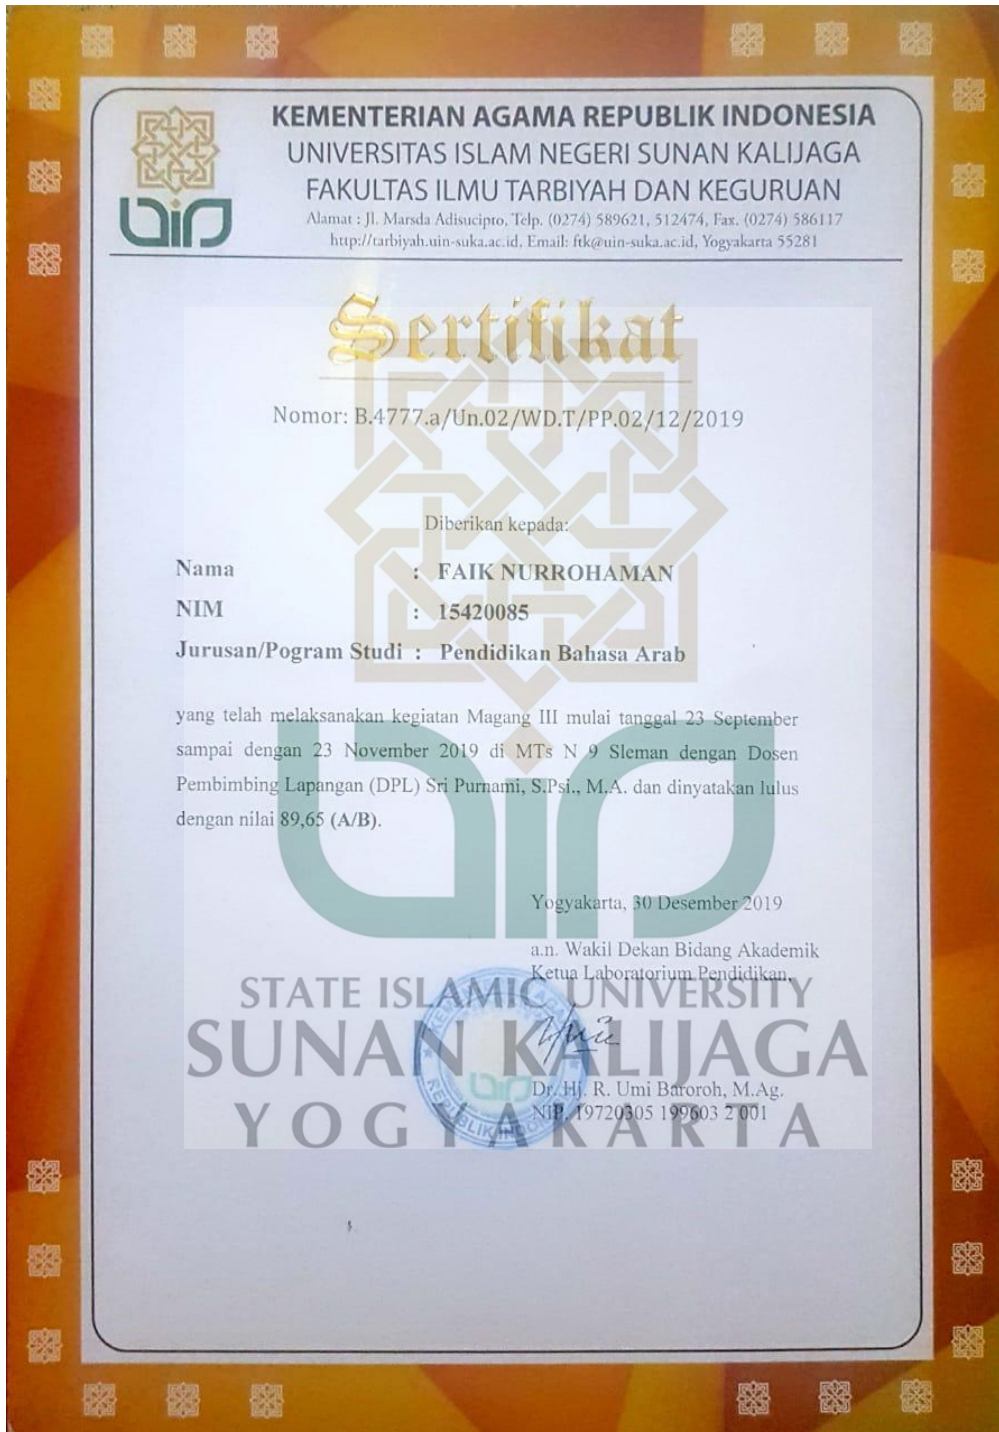 KEMENTERIAN AGAMA REPUBLIK INDONESIA
UNIVERSITAS ISLAM NEGERI SUNAN KALIJAGA
FAKULTAS ILMU TARBIYAH DAN KEGURUAN
Alamat : Jl. Marsda Adisucipto, Telp. (0274) 589621, 512474, Fax. (0274) 586117
http://tarbiyah.uin-suka.ac.id, Email: ftk@uin-suka.ac.id, Yogyakarta 55281
uin
Sertifikat
Nomor: B.4777.a/Un.02/WD.T/PP.02/12/2019
Diberikan kepada:
Nama : FAIK NURROHAMAN
NIM : 15420085
Jurusan/Pogram Studi : Pendidikan Bahasa Arab
yang telah melaksanakan kegiatan Magang III mulai tanggal 23 September
sampai dengan 23 November 2019 di MTs N 9 Sleman dengan Dosen
Pembimbing Lapangan (DPL) Sri Purnami, S.Psi., M.A. dan dinyatakan lulus
dengan nilai 89,65 (A/B).
uin
Yogyakarta, 30 Desember 2019
a.n. Wakil Dekan Bidang Akademik
Ketua Laboratorium Pendidikan,
STATE ISLAMIC UNIVERSITY
SUNAN KALIJAGA
YOGYAKARTA
Dr. Hj. R. Umi Baroroh, M.Ag.
NIP. 19720305 199603 2 001
uin